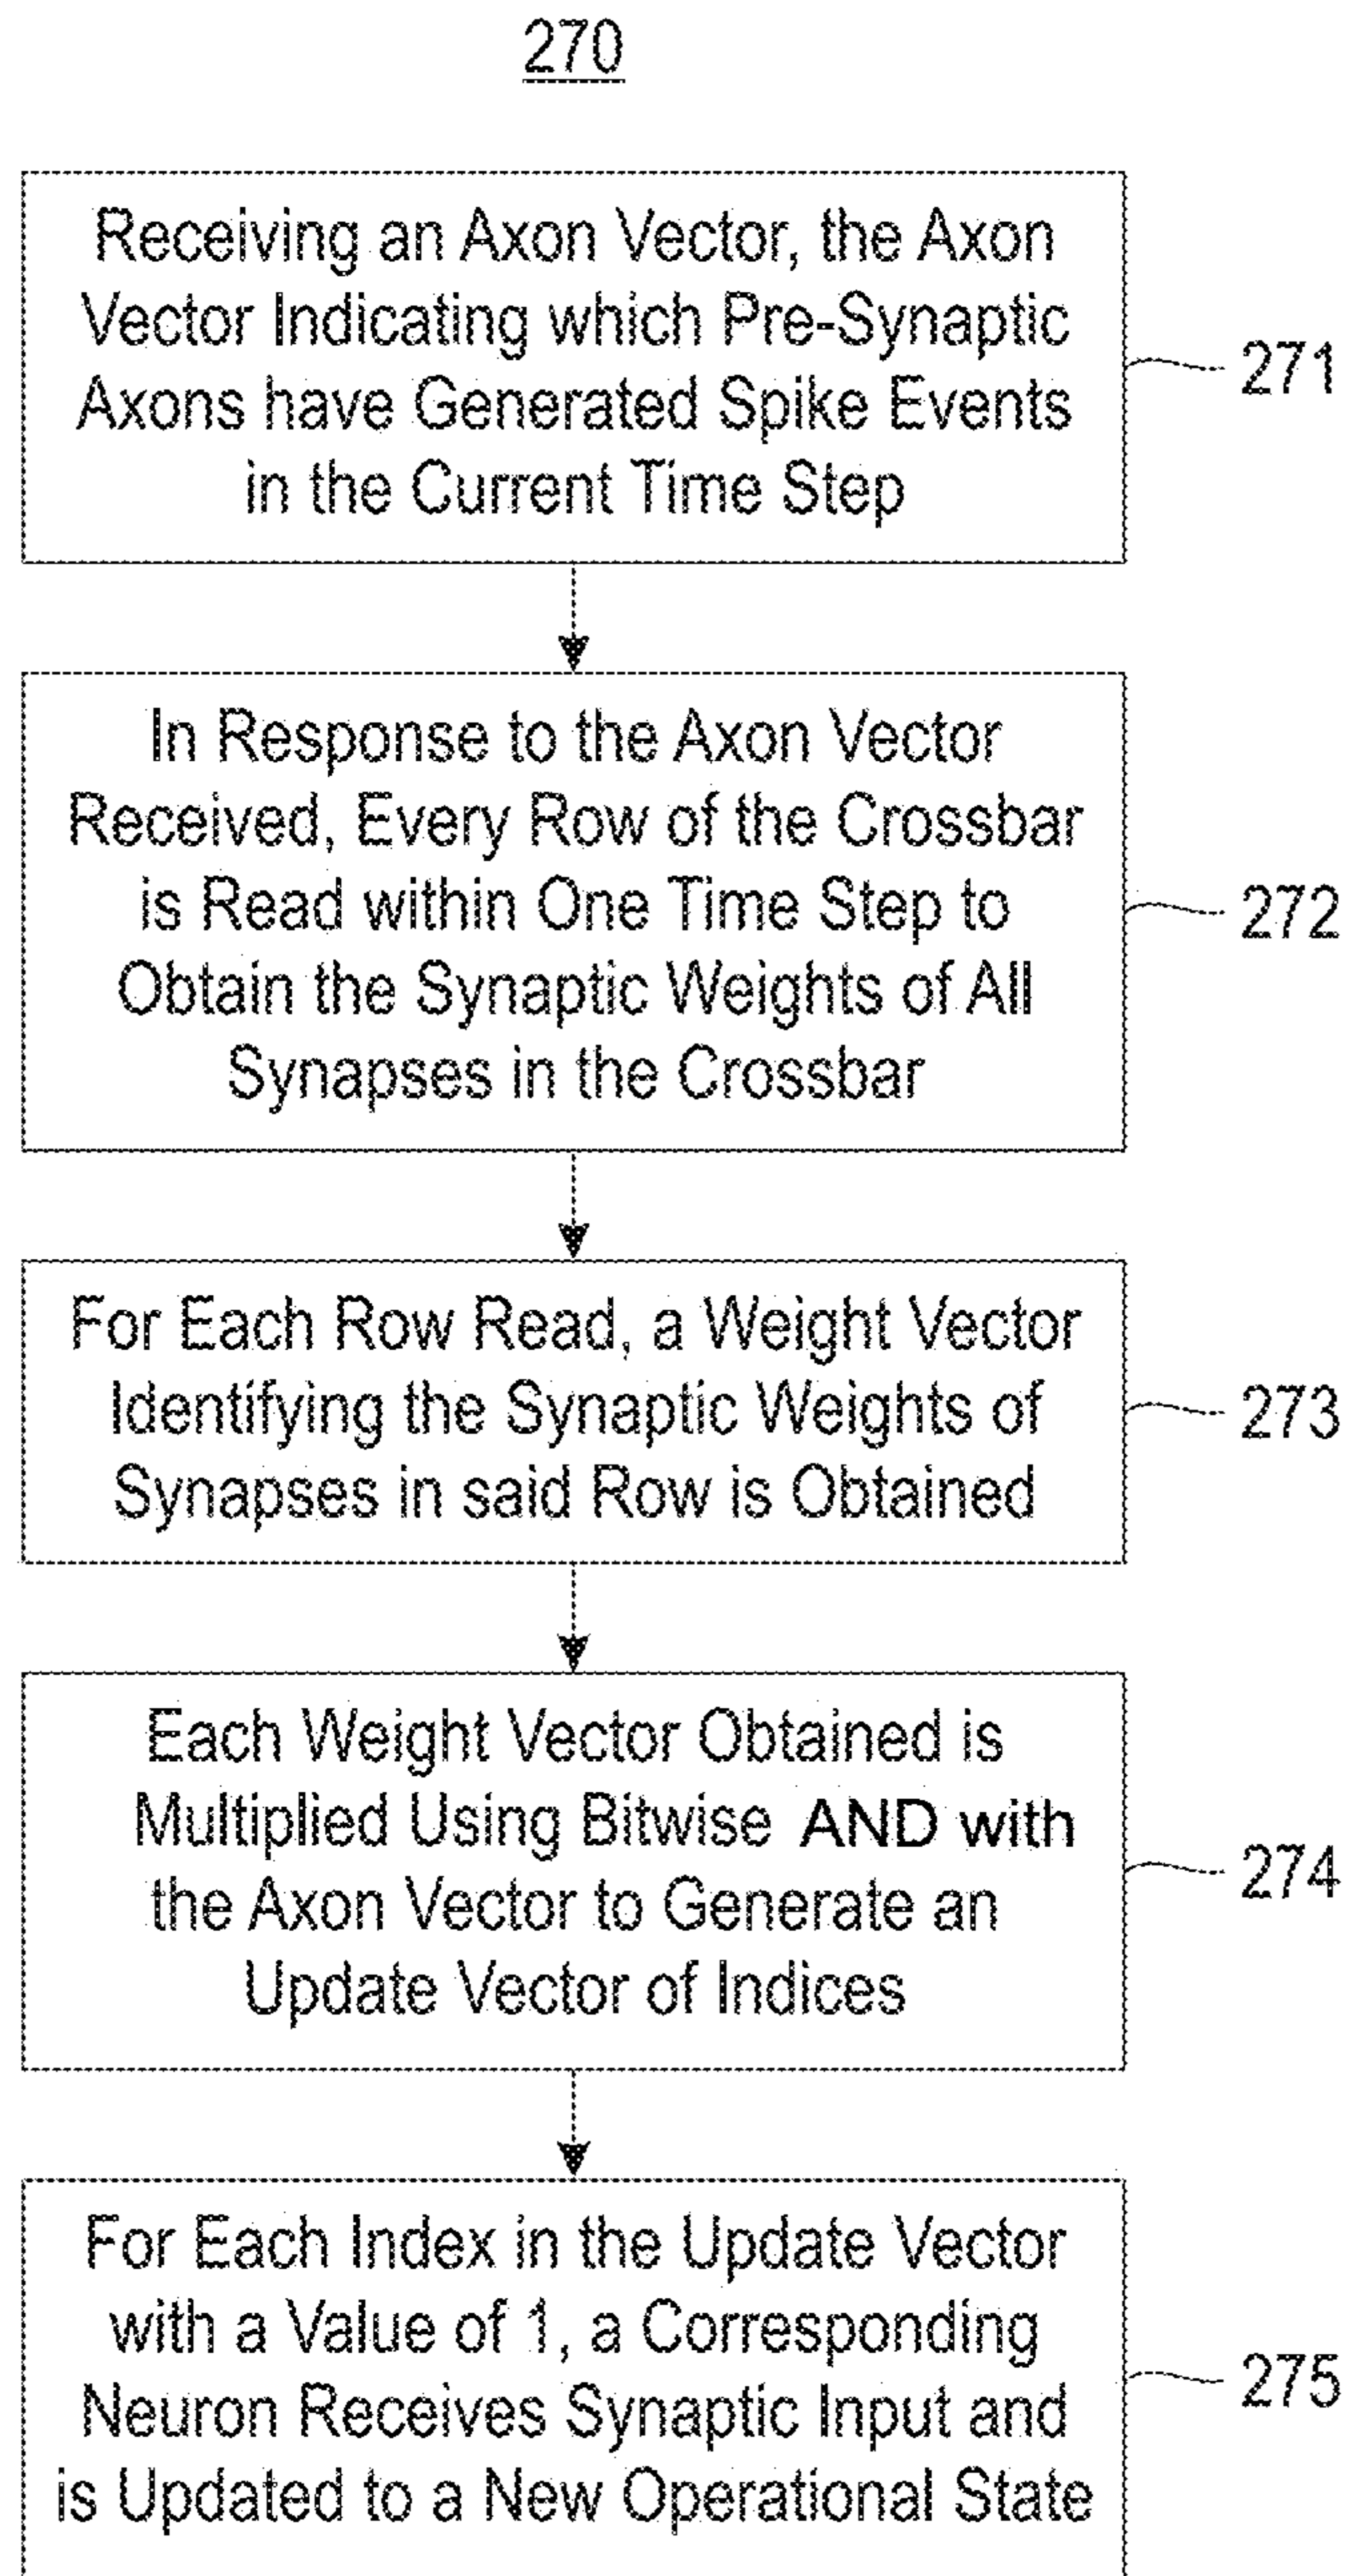 270
Receiving an Axon Vector, the Axon
Vector Indicating which Pre-Synaptic
Axons have Generated Spike Events
in the Current Time Step
271
In Response to the Axon Vector
Received, Every Row of the Crossbar
is Read within One Time Step to
Obtain the Synaptic Weights of All
Synapses in the Crossbar
272
For Each Row Read, a Weight Vector
Identifying the Synaptic Weights of
Synapses in said Row is Obtained
273
Each Weight Vector Obtained is
Multiplied Using Bitwise AND with
the Axon Vector to Generate an
Update Vector of Indices
274
For Each Index in the Update Vector
with a Value of 1, a Corresponding
Neuron Receives Synaptic Input and
is Updated to a New Operational State
275